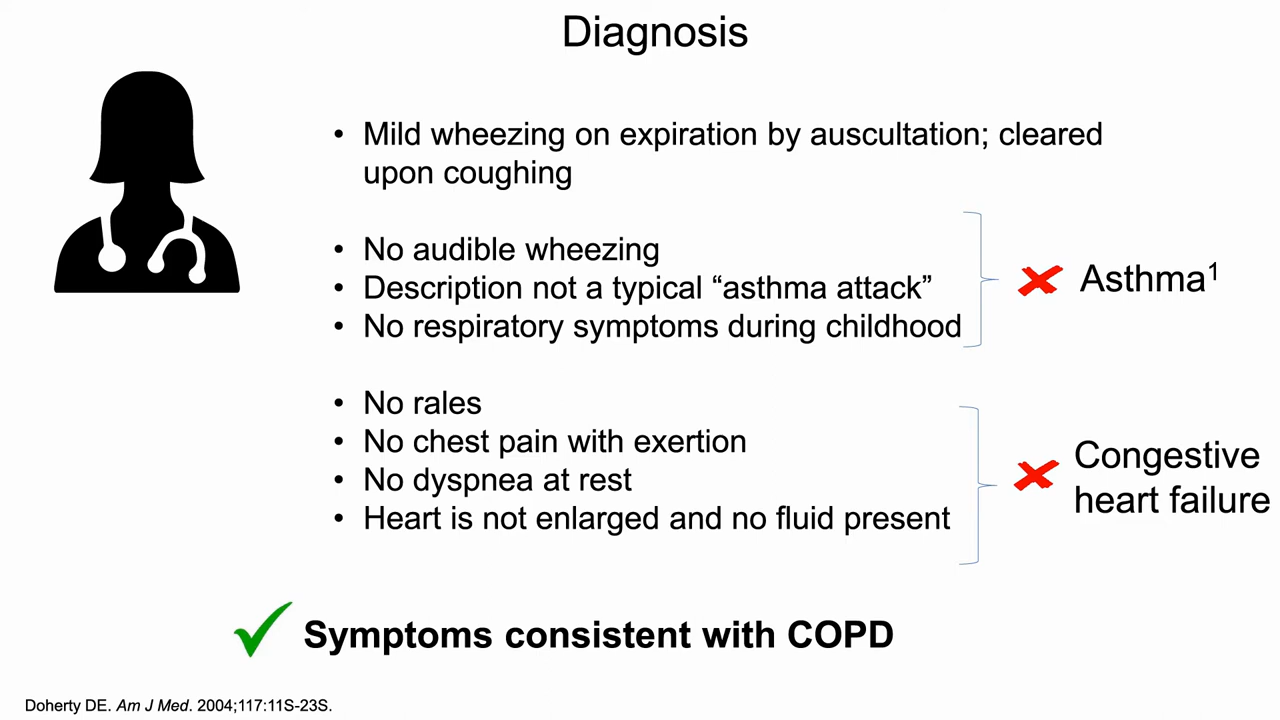 Diagnosis
• Mild wheezing on expiration by auscultation; cleared
upon coughing
• No audible wheezing
• Description not a typical “asthma attack”
• No respiratory symptoms during childhood
Asthma¹
• No rales
• No chest pain with exertion
• No dyspnea at rest
• Heart is not enlarged and no fluid present
Congestive
heart failure
Symptoms consistent with COPD
Doherty DE. Am J Med. 2004;117:11S-23S.